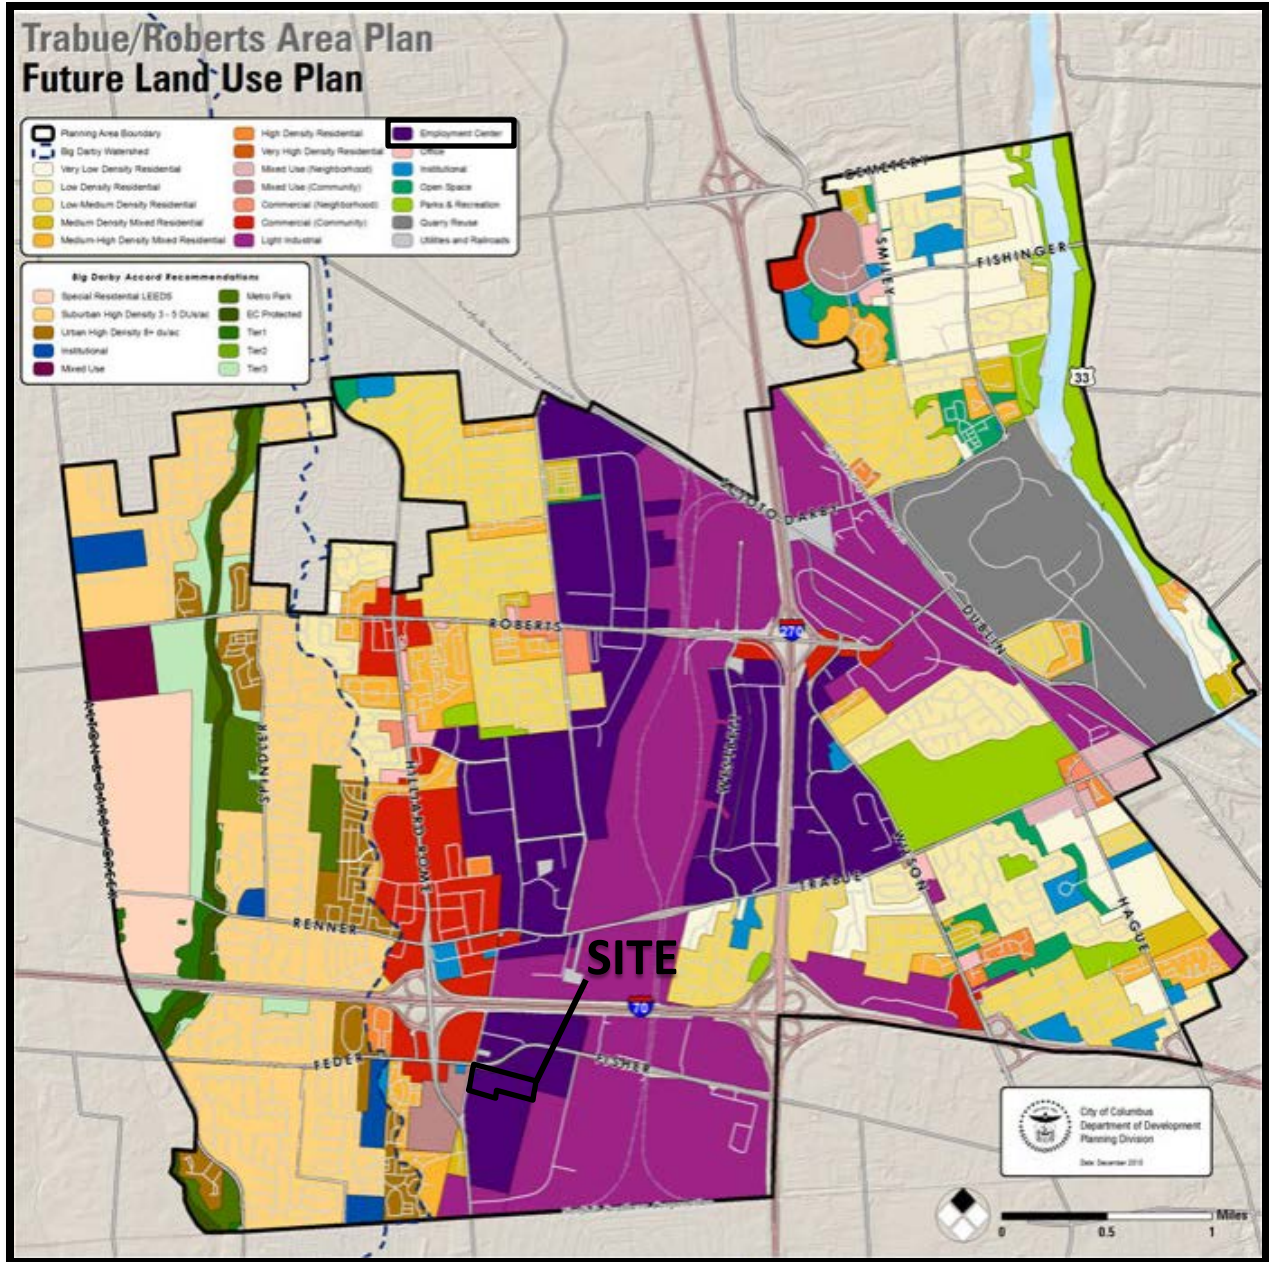 Trabue/Roberts Area Plan
Future Land Use Plan
Planning Area Boundary
Big Darby Watershed
Very Low Density Residential
Low Density Residential
Low-Medium Density Residential
Medium Density Mixed Residential
Medium-High Density Mixed Residential
High Density Residential
Very High Density Residential
Mixed Use (Neighborhood)
Mixed Use (Community)
Commercial (Neighborhood)
Commercial (Community)
Light Industrial
Employment Center
Office
Institutional
Open Space
Parks & Recreation
Quarry Reuse
Utilities and Railroads
Big Darby Accord Recommendations
Special Residential LEEDS
Suburban High Density 3 - 5 DUs/ac
Urban High Density 8+ du/ac
Institutional
Mixed Use
Metro Park
EC Protected
Tier1
Tier2
Tier3
CEMETERY
SMILEY
FISHINGER
33
SCIOTO DARBY
ROBERTS
270
DUBLIN
SPINDLER
WILSON
TRABUE
HAGUE
RENNER
SITE
70
FEDER
FISHER
City of Columbus
Department of Development
Planning Division
Date: December 2010
Miles
0 0.5 1